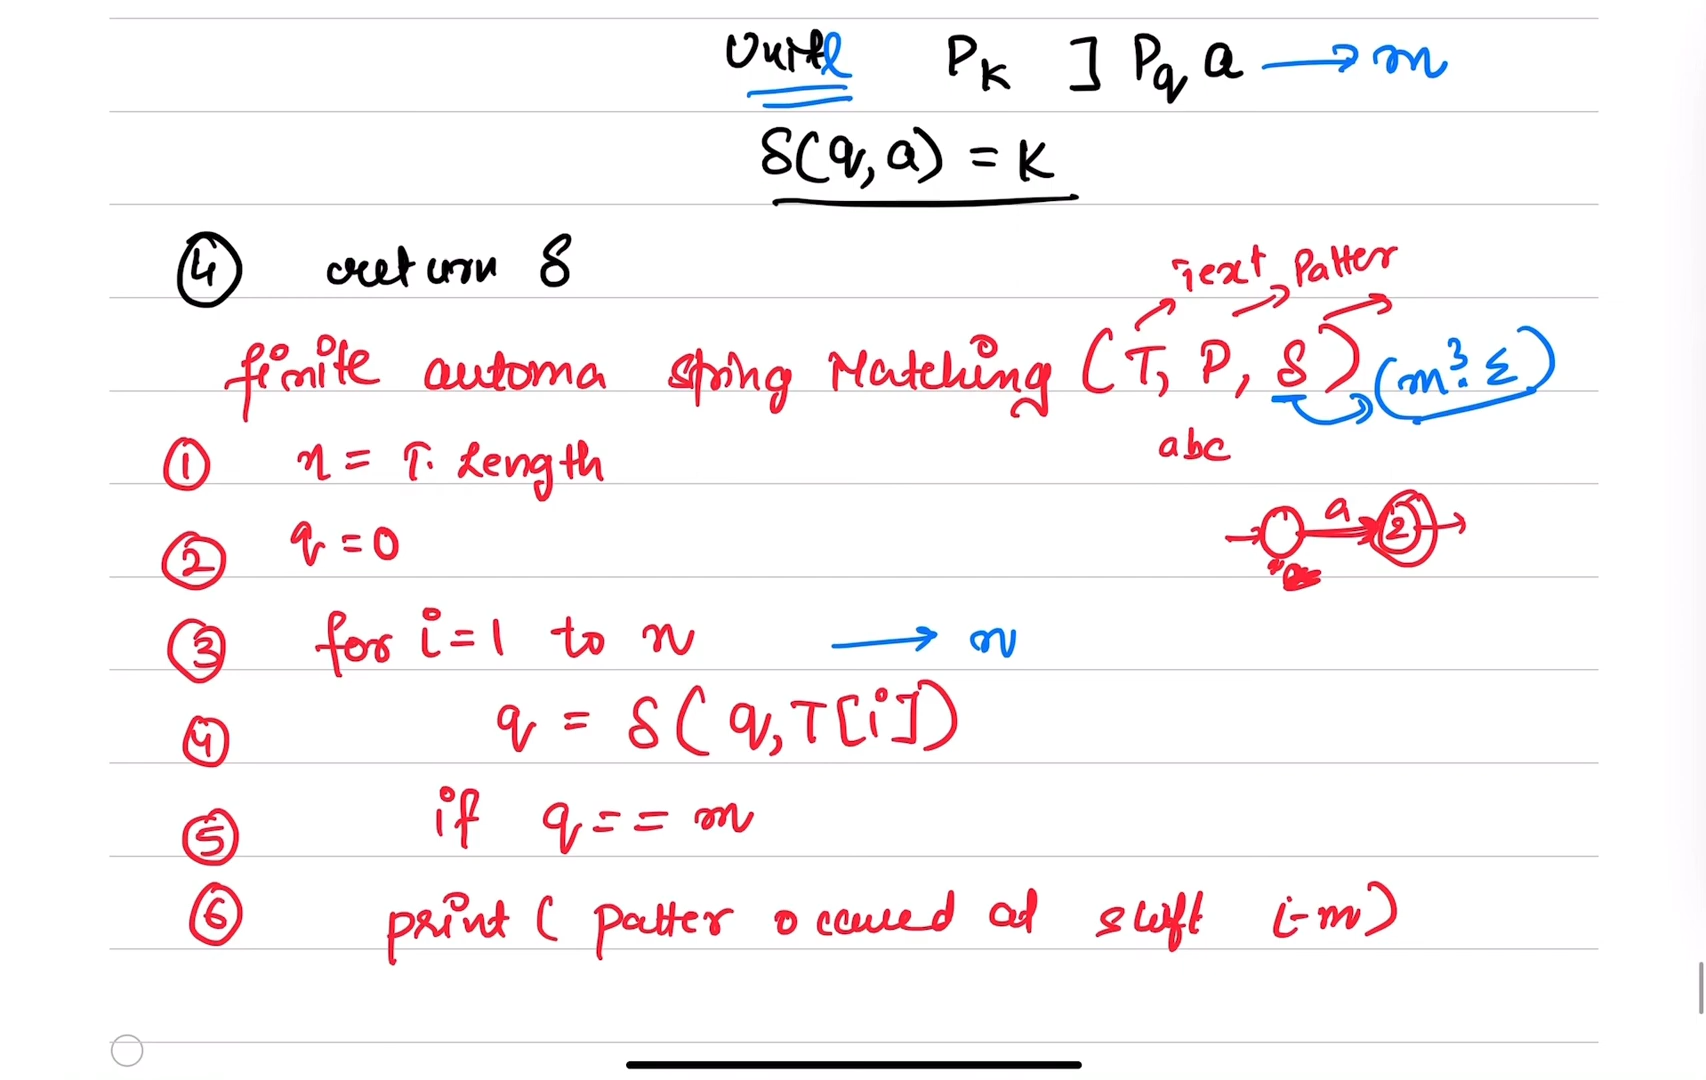 Until Pk ] Pq a → m
δ(q,a) = K
④ return δ
Text Patter
finite automa string Matching (T, P, δ) (m³. Σ)
abc
① n = T. Length
a
2
② q = 0
③ for i = 1 to n → n
④ q = δ( q, T[i])
⑤ if q == m
⑥ print ( Patter occured at shift i-m)